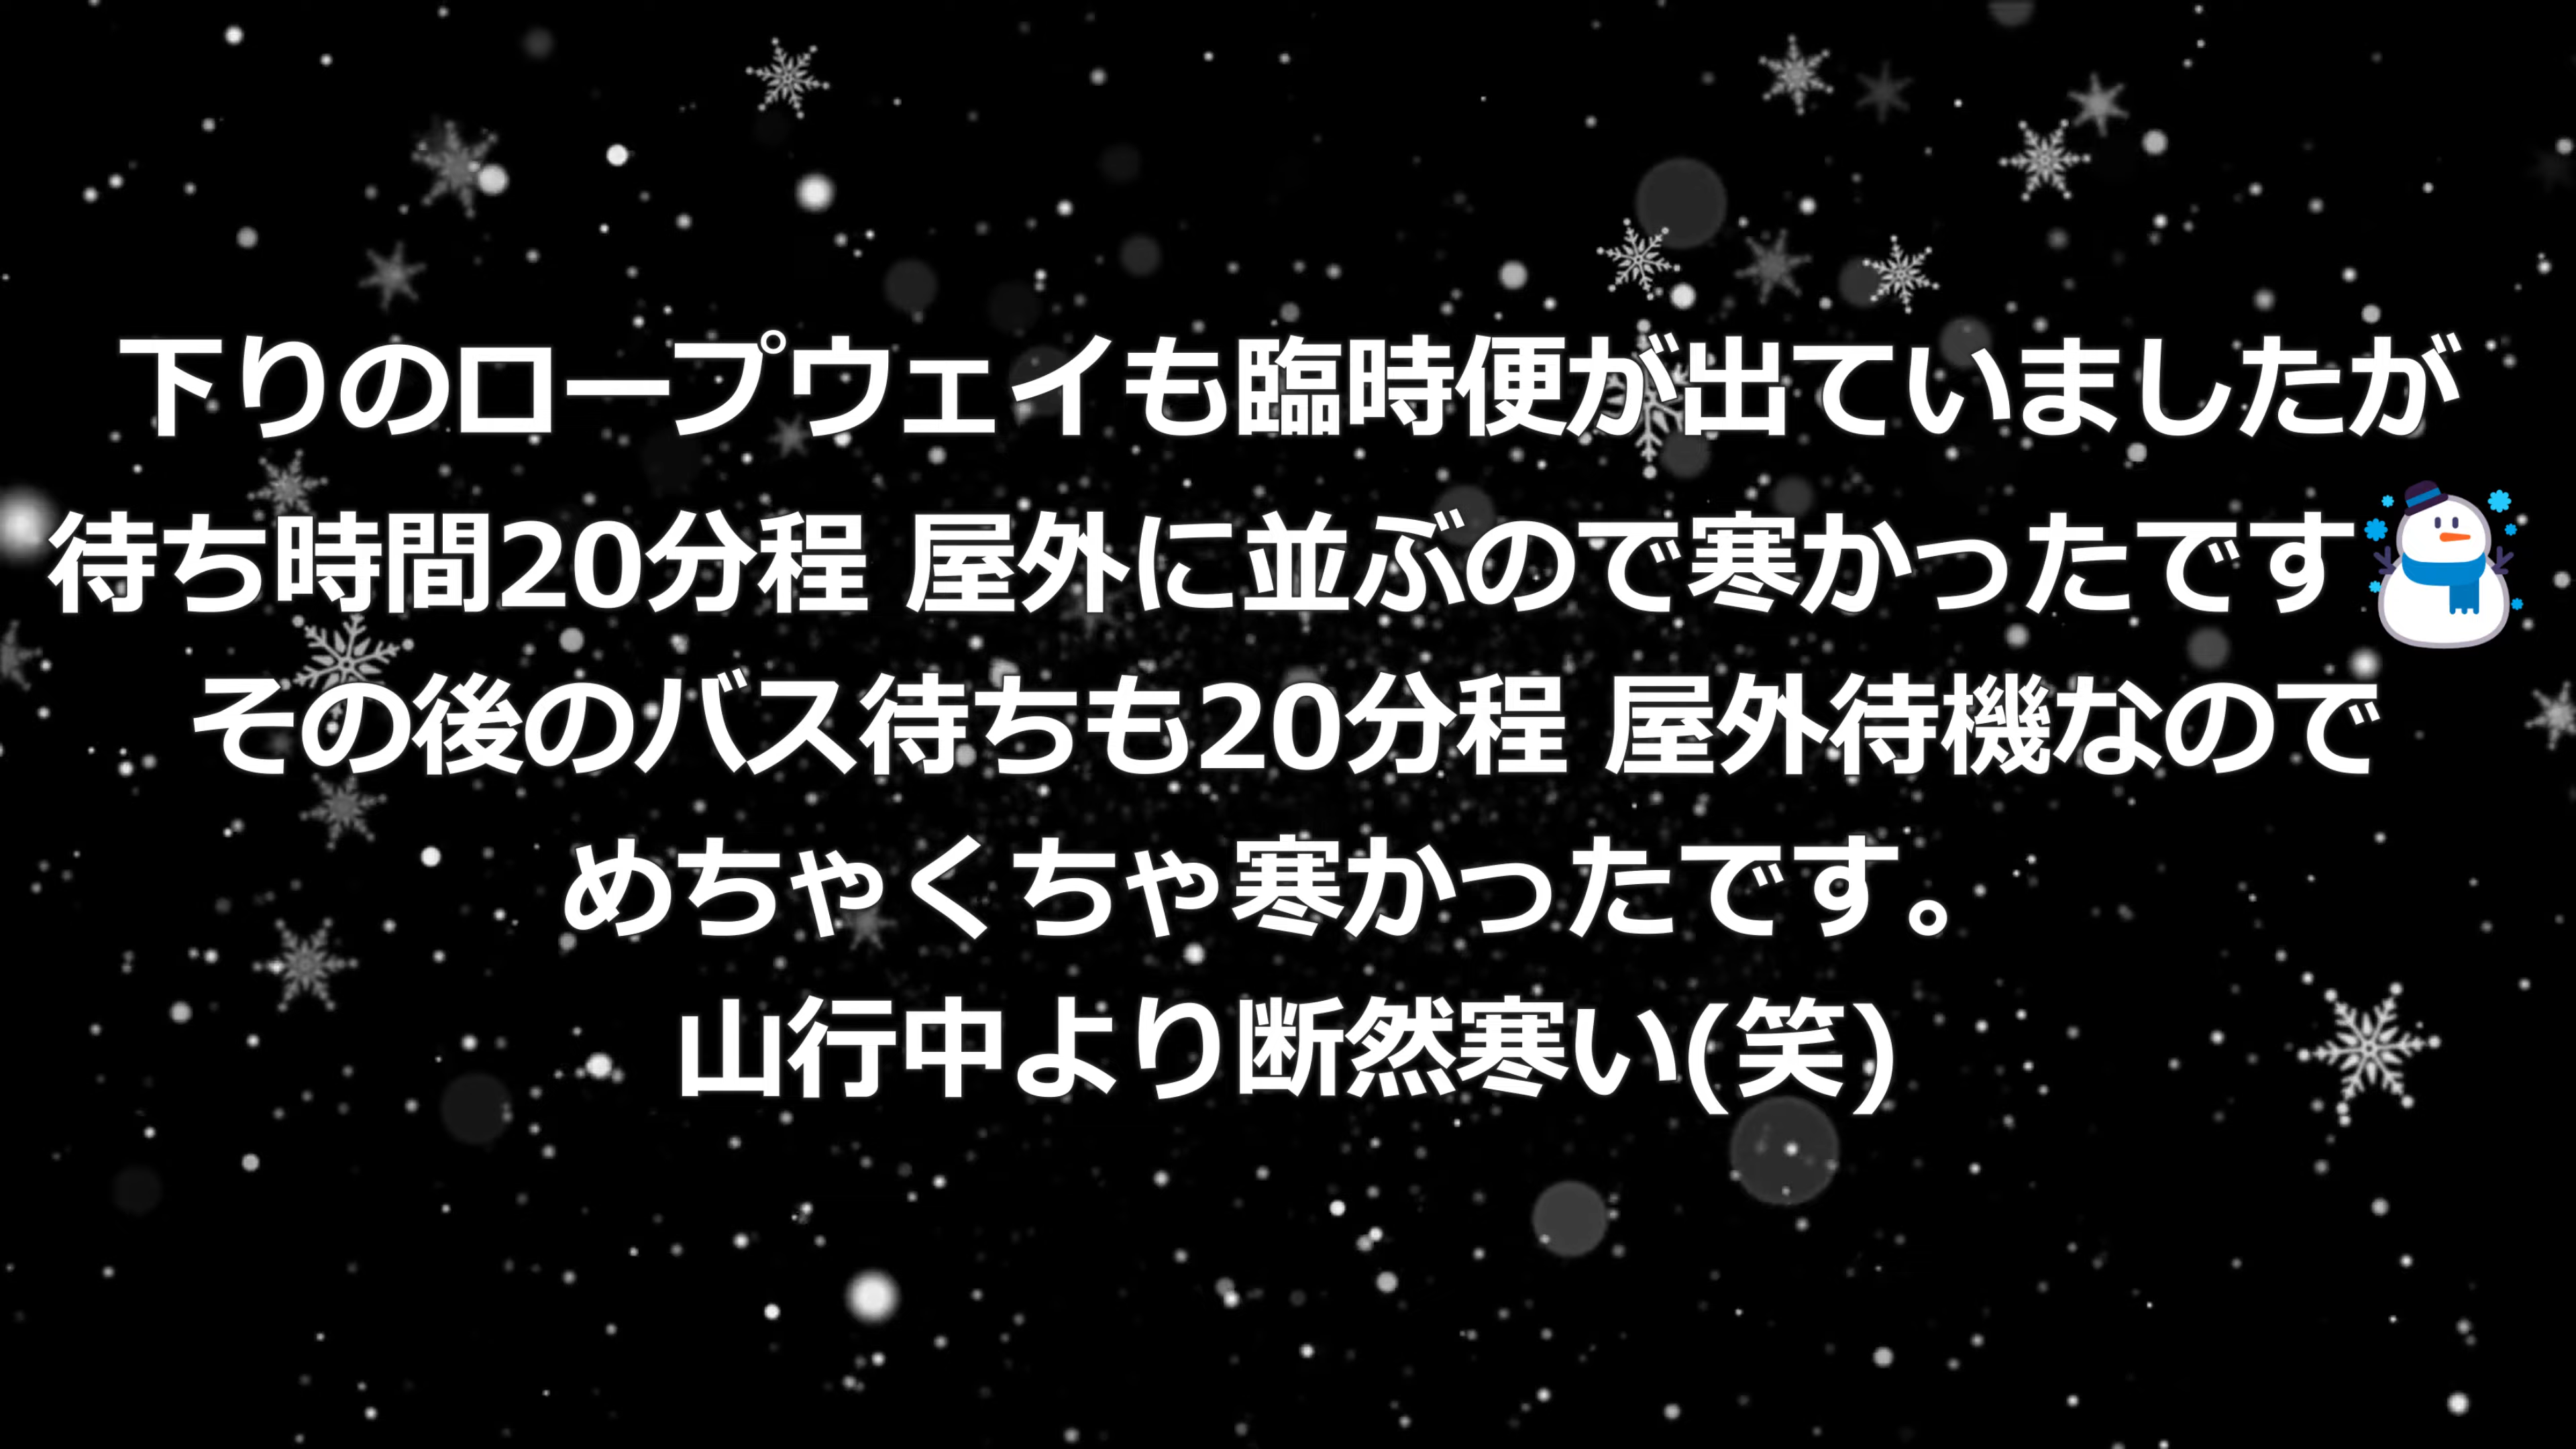 下りのロープウェイも臨時便が出ていましたが
待ち時間20分程 屋外に並ぶので寒かったです
その後のバス待ちも20分程 屋外待機なので
めちゃくちゃ寒かったです。
山行中より断然寒い(笑)